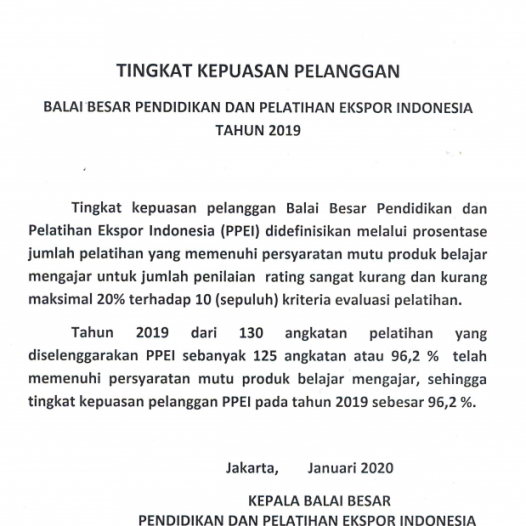 TINGKAT KEPUASAN PELANGGAN
BALAI BESAR PENDIDIKAN DAN PELATIHAN EKSPOR INDONESIA
TAHUN 2019
Tingkat kepuasan pelanggan Balai Besar Pendidikan dan
Pelatihan Ekspor Indonesia (PPEI) didefinisikan melalui prosentase
jumlah pelatihan yang memenuhi persyaratan mutu produk belajar
mengajar untuk jumlah penilaian rating sangat kurang dan kurang
maksimal 20% terhadap 10 (sepuluh) kriteria evaluasi pelatihan.
Tahun 2019 dari 130 angkatan pelatihan yang
diselenggarakan PPEI sebanyak 125 angkatan atau 96,2 % telah
memenuhi persyaratan mutu produk belajar mengajar, sehingga
tingkat kepuasan pelanggan PPEI pada tahun 2019 sebesar 96,2 %.
Jakarta, Januari 2020
KEPALA BALAI BESAR
PENDIDIKAN DAN PELATIHAN EKSPOR INDONESIA